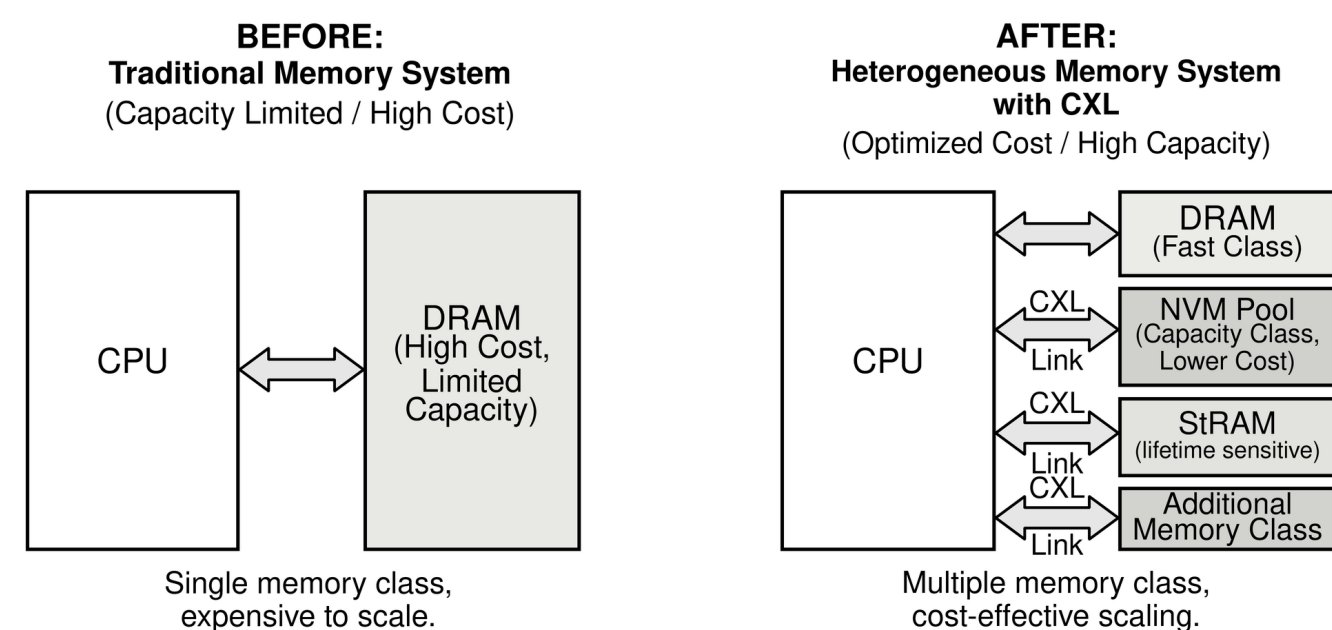 BEFORE:
Traditional Memory System
(Capacity Limited / High Cost)
CPU
DRAM
(High Cost,
Limited
Capacity)
Single memory class,
expensive to scale.
AFTER:
Heterogeneous Memory System
with CXL
(Optimized Cost / High Capacity)
CPU
DRAM
(Fast Class)
CXL
Link
NVM Pool
(Capacity Class,
Lower Cost)
CXL
Link
StRAM
(lifetime sensitive)
CXL
Link
Additional
Memory Class
Multiple memory class,
cost-effective scaling.